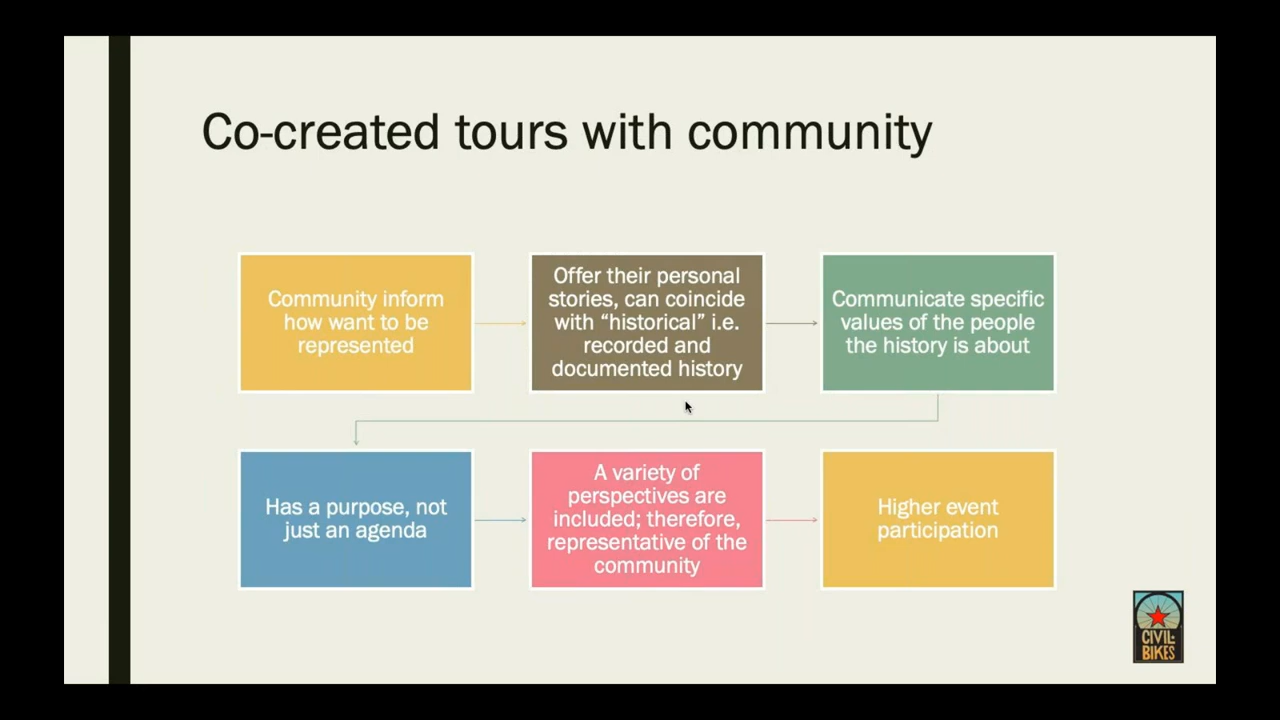 Co-created tours with community
Community inform
how want to be
represented
Offer their personal
stories, can coincide
with “historical” i.e.
recorded and
documented history
Communicate specific
values of the people
the history is about
Has a purpose, not
just an agenda
A variety of
perspectives are
included; therefore,
representative of the
community
Higher event
participation
CIVIL
BIKES